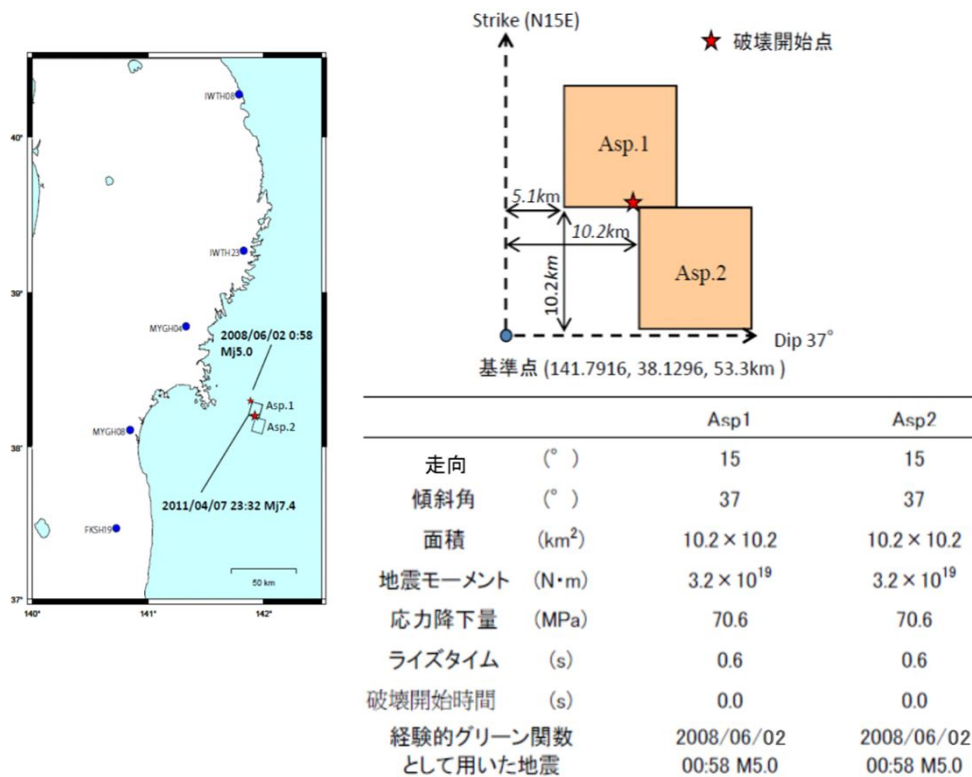 Strike (N15E)
破壊開始点
Asp.1
5.1km
10.2km
10.2km
Asp.2
Dip 37°
基準点 (141.7916, 38.1296, 53.3km )
40°
39°
38°
37°
140°
141°
142°
IWTH08
IWTH23
MYGH04
2008/06/02 0:58
Mj5.0
Asp.1
Asp.2
MYGH08
2011/04/07 23:32 Mj7.4
FKSH19
50 km
Asp1 Asp2
走向 (°) 15 15
傾斜角 (°) 37 37
面積 (km²) 10.2×10.2 10.2×10.2
地震モーメント (N・m) 3.2×10¹⁹ 3.2×10¹⁹
応力降下量 (MPa) 70.6 70.6
ライズタイム (s) 0.6 0.6
破壊開始時間 (s) 0.0 0.0
経験的グリーン関数 2008/06/02 2008/06/02
として用いた地震 00:58 M5.0 00:58 M5.0